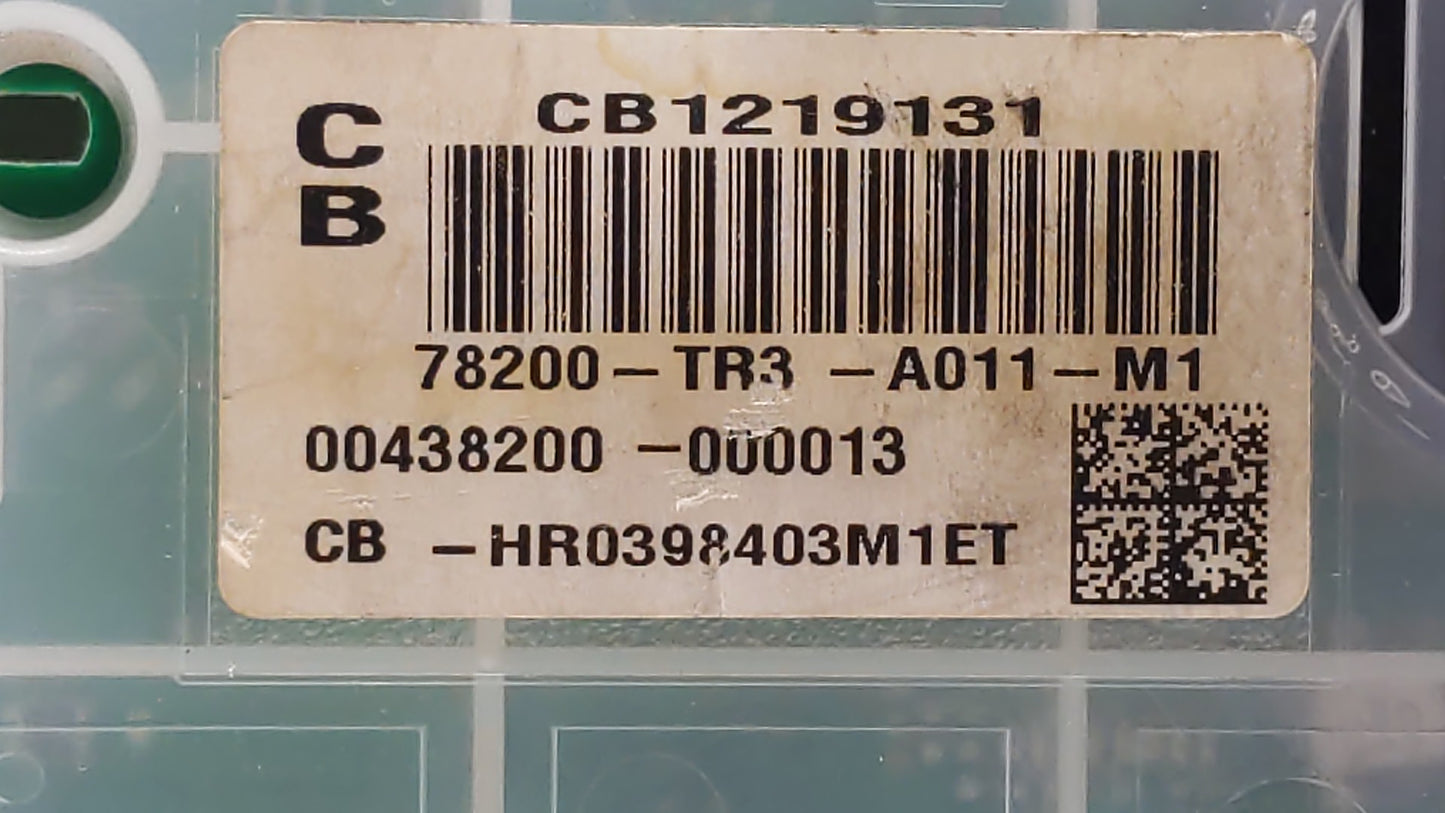 C
B
CB1219131
78200-TR3 -A011-M1
00438200 -000013
CB -HR0398403M1ET